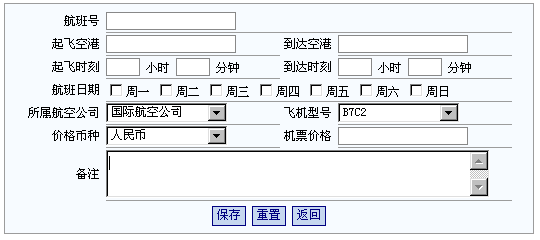 航班号
起飞空港 到达空港
起飞时刻 小时 分钟 到达时刻 小时 分钟
航班日期 周一 周二 周三 周四 周五 周六 周日
所属航空公司 国际航空公司 飞机型号 B7C2
价格币种 人民币 机票价格
备注
保存 重置 返回